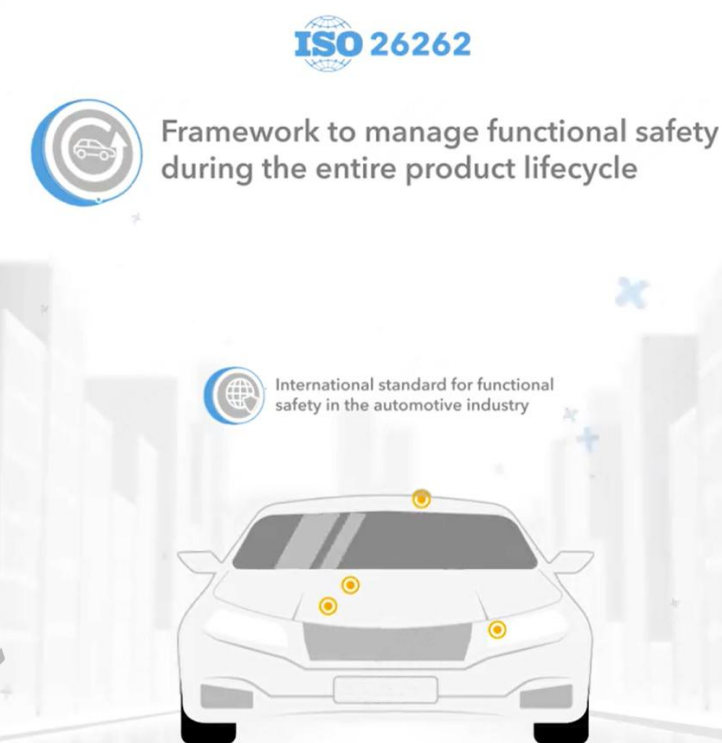 ISO 26262
Framework to manage functional safety
during the entire product lifecycle
International standard for functional
safety in the automotive industry